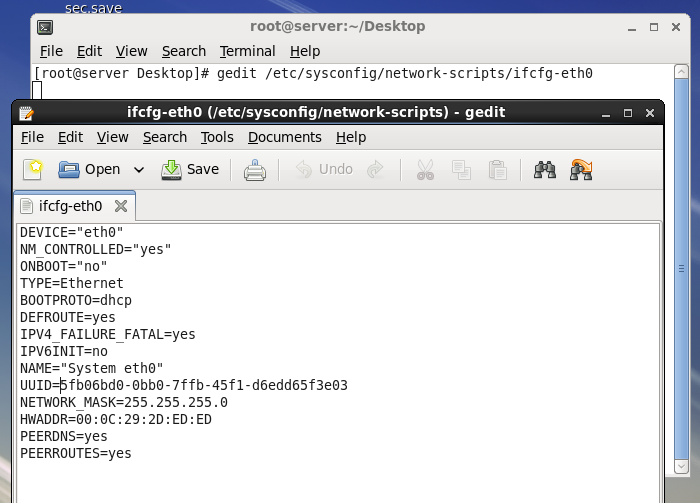 sec.save
root@server:~/Desktop
File Edit View Search Terminal Help
[root@server Desktop]# gedit /etc/sysconfig/network-scripts/ifcfg-eth0
ifcfg-eth0 (/etc/sysconfig/network-scripts) - gedit
File Edit View Search Tools Documents Help
Open Save Undo
ifcfg-eth0
DEVICE="eth0"
NM_CONTROLLED="yes"
ONBOOT="no"
TYPE=Ethernet
BOOTPROTO=dhcp
DEFROUTE=yes
IPV4_FAILURE_FATAL=yes
IPV6INIT=no
NAME="System eth0"
UUID=5fb06bd0-0bb0-7ffb-45f1-d6edd65f3e03
NETWORK_MASK=255.255.255.0
HWADDR=00:0C:29:2D:ED:ED
PEERDNS=yes
PEERROUTES=yes